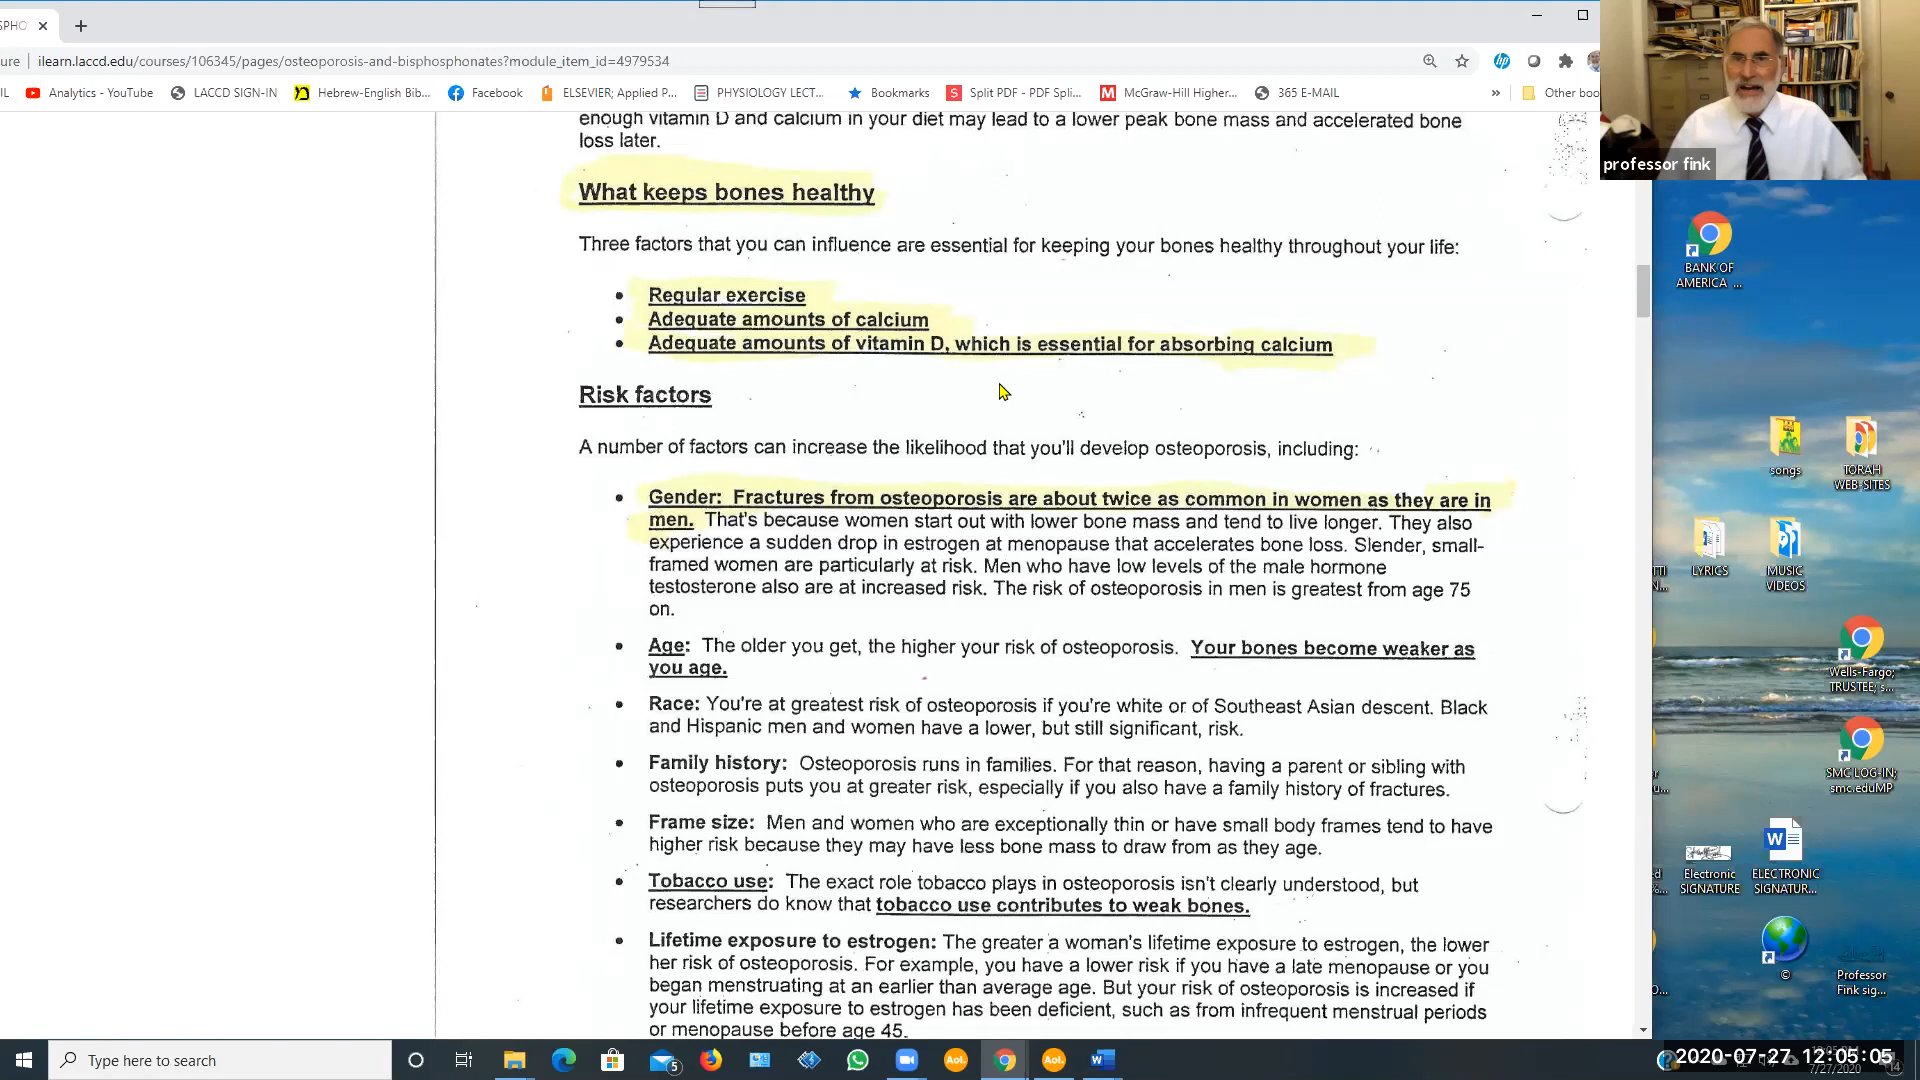 SPHO
ure
ilearn.laccd.edu/courses/106345/pages/osteoporosis-and-bisphosphonates?module_item_id=4979534
IL
Analytics - YouTube
LACCD SIGN-IN
Hebrew-English Bib...
Facebook
ELSEVIER; Applied P...
PHYSIOLOGY LECT...
Bookmarks
Split PDF - PDF Spli...
McGraw-Hill Higher...
365 E-MAIL
»
Other boo
professor fink
enough vitamin D and calcium in your diet may lead to a lower peak bone mass and accelerated bone
loss later.
What keeps bones healthy
Three factors that you can influence are essential for keeping your bones healthy throughout your life:
• Regular exercise
• Adequate amounts of calcium
• Adequate amounts of vitamin D, which is essential for absorbing calcium
Risk factors
A number of factors can increase the likelihood that you'll develop osteoporosis, including:
• Gender: Fractures from osteoporosis are about twice as common in women as they are in
men. That's because women start out with lower bone mass and tend to live longer. They also
experience a sudden drop in estrogen at menopause that accelerates bone loss. Slender, small-
framed women are particularly at risk. Men who have low levels of the male hormone
testosterone also are at increased risk. The risk of osteoporosis in men is greatest from age 75
on.
• Age: The older you get, the higher your risk of osteoporosis. Your bones become weaker as
you age.
• Race: You're at greatest risk of osteoporosis if you're white or of Southeast Asian descent. Black
and Hispanic men and women have a lower, but still significant, risk.
• Family history: Osteoporosis runs in families. For that reason, having a parent or sibling with
osteoporosis puts you at greater risk, especially if you also have a family history of fractures.
• Frame size: Men and women who are exceptionally thin or have small body frames tend to have
higher risk because they may have less bone mass to draw from as they age.
• Tobacco use: The exact role tobacco plays in osteoporosis isn't clearly understood, but
researchers do know that tobacco use contributes to weak bones.
• Lifetime exposure to estrogen: The greater a woman's lifetime exposure to estrogen, the lower
her risk of osteoporosis. For example, you have a lower risk if you have a late menopause or you
began menstruating at an earlier than average age. But your risk of osteoporosis is increased if
your lifetime exposure to estrogen has been deficient, such as from infrequent menstrual periods
or menopause before age 45.
BANK OF
AMERICA ...
songs
TORAH
WEB-SITES
LYRICS
MUSIC
VIDEOS
Wells-Fargo;
TRUSTEE; s...
SMC LOG-IN;
smc.eduMP
Electronic
SIGNATURE
ELECTRONIC
SIGNATUR...
©
Professor
Fink sig...
Type here to search
5
Aol.
Aol.
2020-07-27 12:05:05
7/27/2020
14